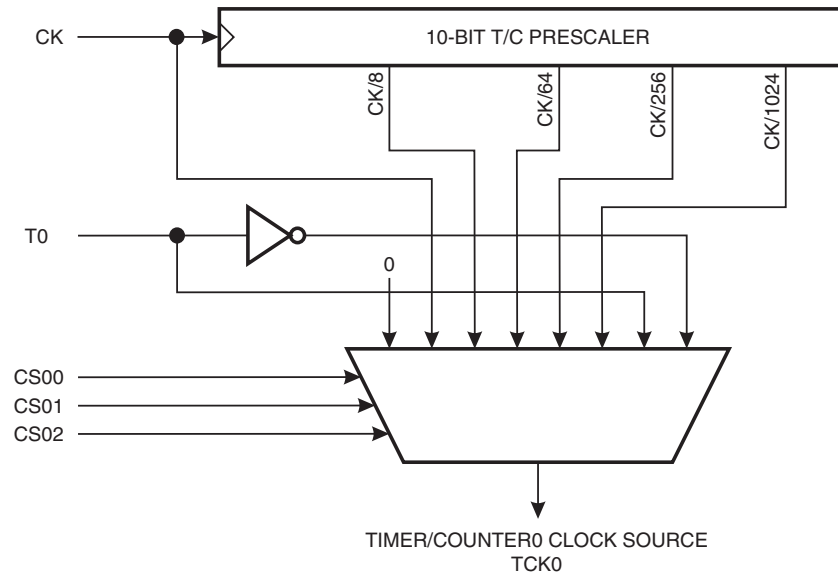 CK
10-BIT T/C PRESCALER
CK/8
CK/64
CK/256
CK/1024
T0
0
CS00
CS01
CS02
TIMER/COUNTER0 CLOCK SOURCE
TCK0